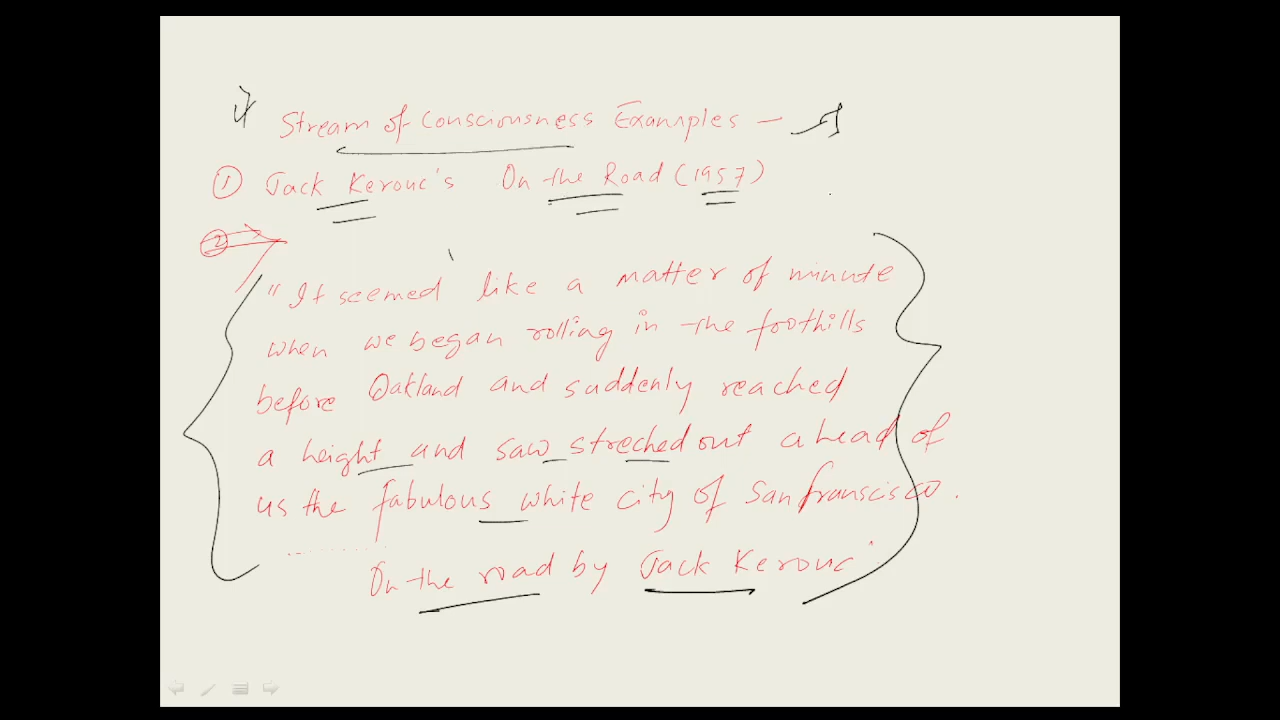 Stream of Consciousness Examples -
① Jack Kerouc's On the Road (1957)
②
"It seemed like a matter of minute
when we began rolling in the foothills
before Oakland and suddenly reached
a height and saw streched out ahead of
us the fabulous white city of San Franscisco.
On the road by Jack Kerouc